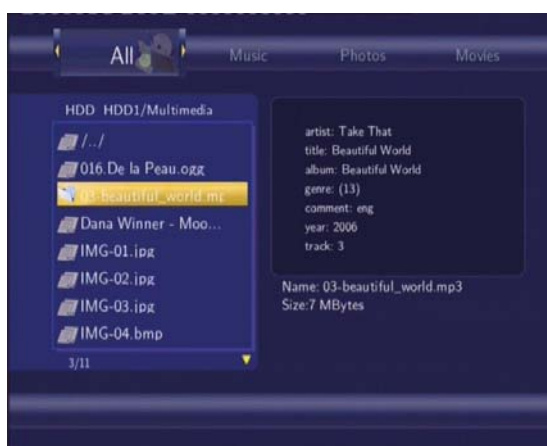 All
Music
Photos
Movies
HDD HDD1/Multimedia
/../
016.De la Peau.ogg
03-beautiful_world.mp
Dana Winner - Moo...
IMG-01.jpg
IMG-02.jpg
IMG-03.jpg
IMG-04.bmp
3/11
artist: Take That
title: Beautiful World
album: Beautiful World
genre: (13)
comment: eng
year: 2006
track: 3
Name: 03-beautiful_world.mp3
Size:7 MBytes